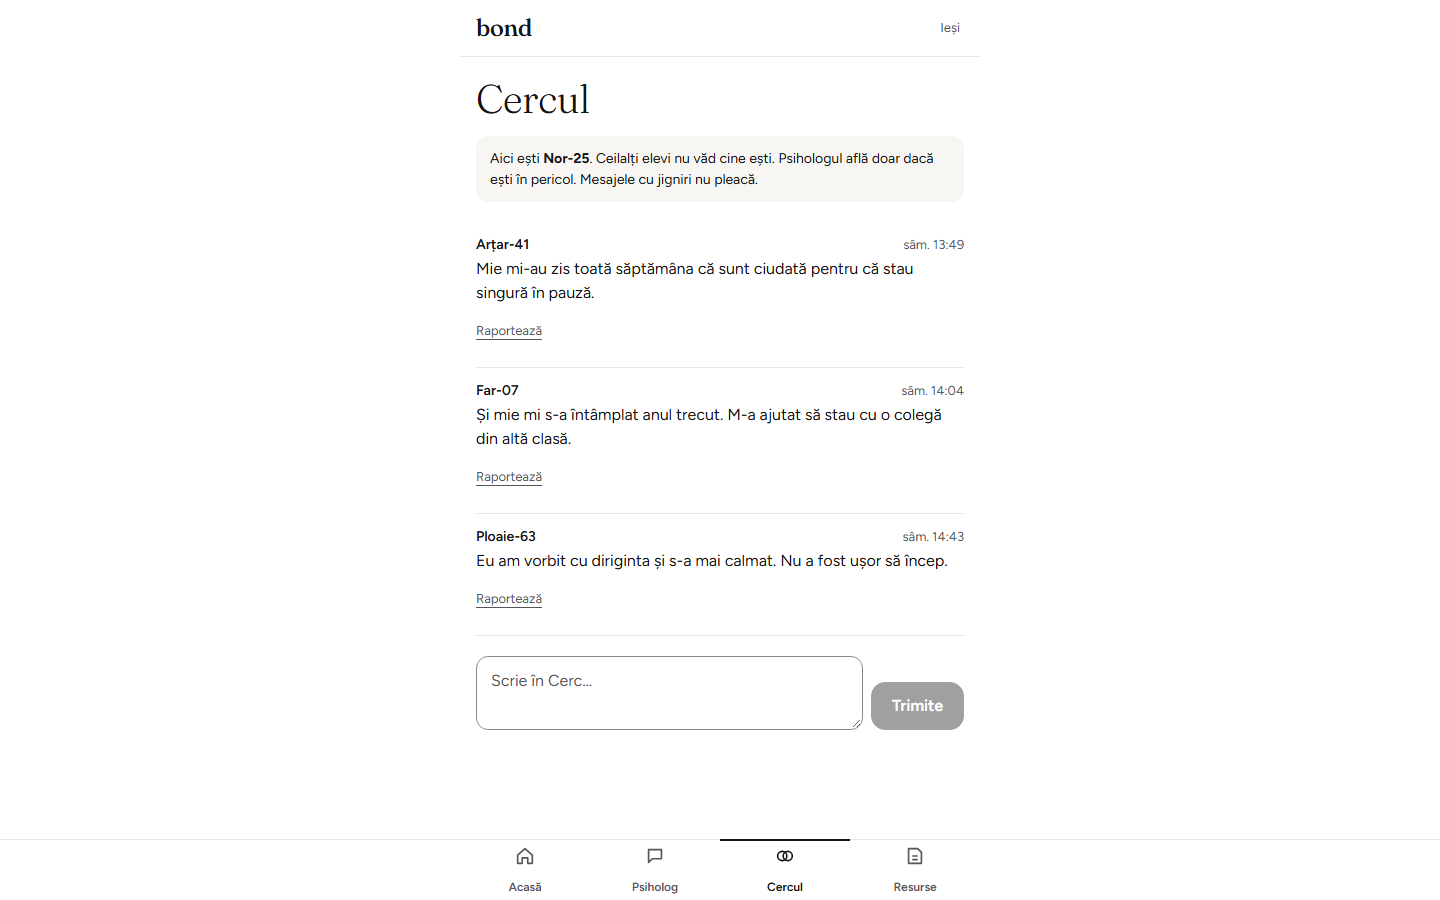 bond
Ieși
Cercul
Aici ești Nor-25. Ceilalți elevi nu văd cine ești. Psihologul află doar dacă
ești în pericol. Mesajele cu jigniri nu pleacă.
Arțar-41
sâm. 13:49
Mie mi-au zis toată săptămâna că sunt ciudată pentru că stau
singură în pauză.
Raportează
Far-07
sâm. 14:04
Și mie mi s-a întâmplat anul trecut. M-a ajutat să stau cu o colegă
din altă clasă.
Raportează
Ploaie-63
sâm. 14:43
Eu am vorbit cu diriginta și s-a mai calmat. Nu a fost ușor să încep.
Raportează
Scrie în Cerc...
Trimite
Acasă
Psiholog
Cercul
Resurse